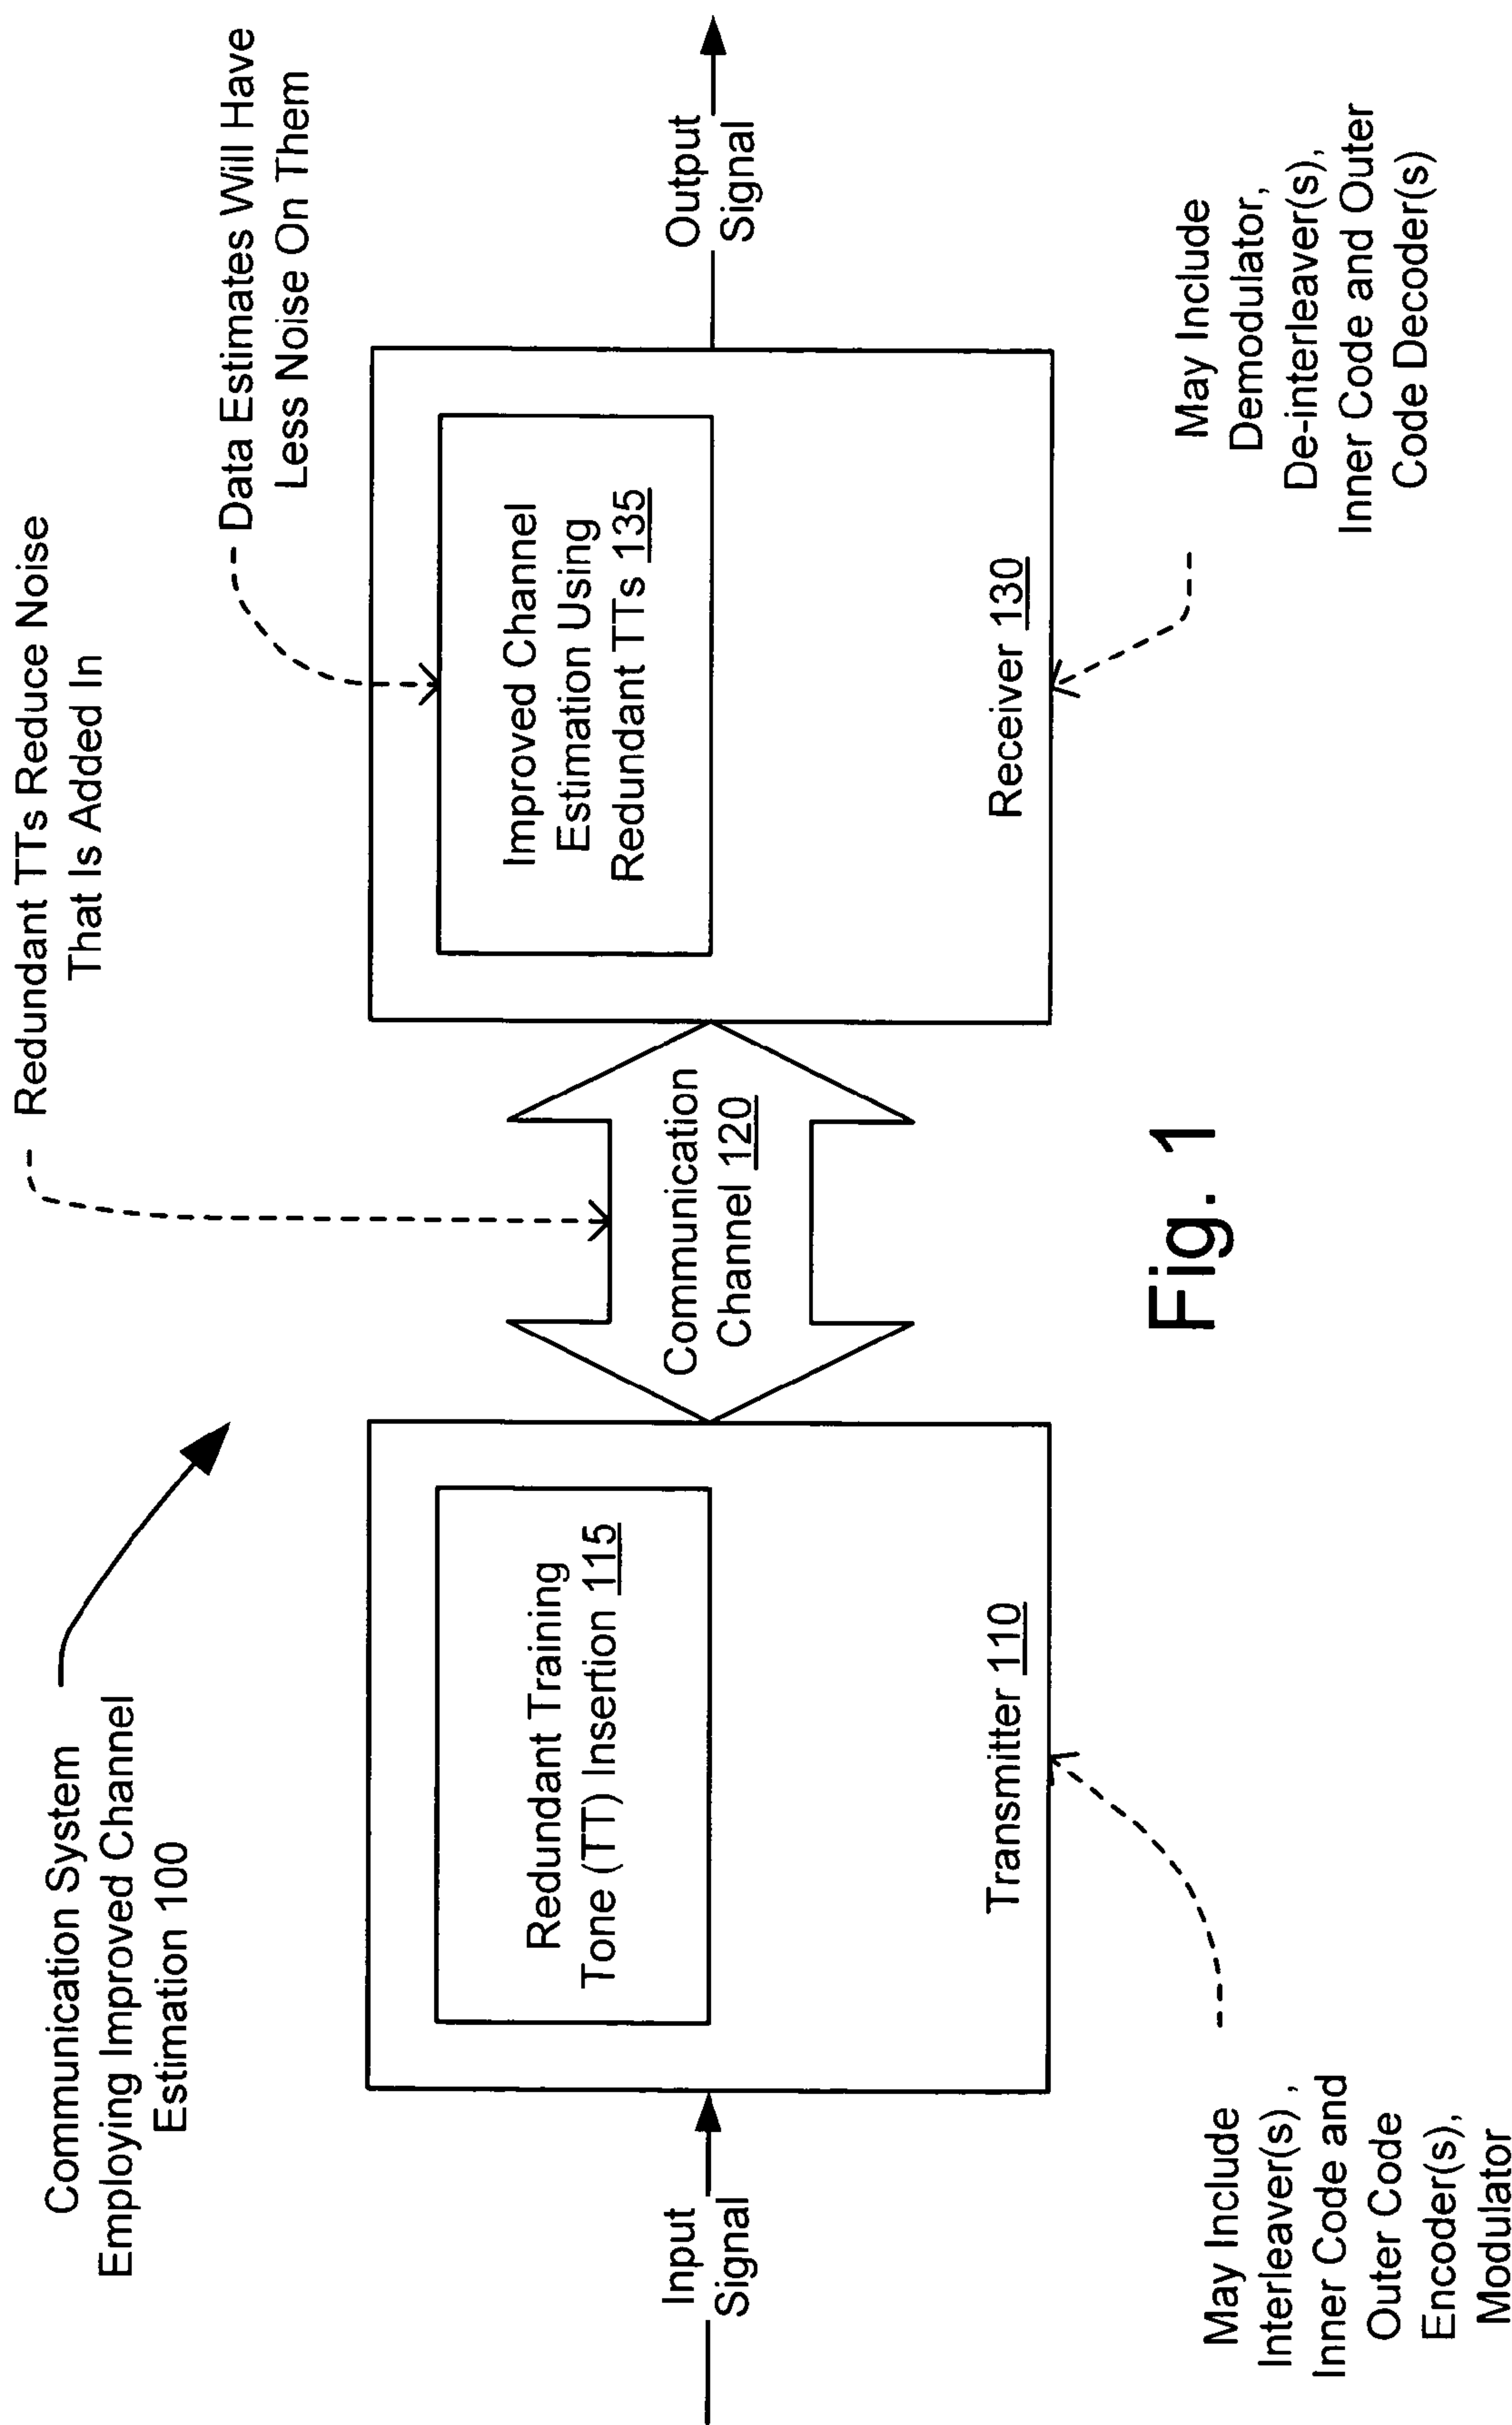 Communication System
Employing Improved Channel
Estimation 100
Redundant TTs Reduce Noise
That Is Added In
Data Estimates Will Have
Less Noise On Them
Input
Signal
Redundant Training
Tone (TT) Insertion 115
Transmitter 110
Communication
Channel 120
Improved Channel
Estimation Using
Redundant TTs 135
Receiver 130
Output
Signal
May Include
Interleaver(s),
Inner Code and
Outer Code
Encoder(s),
Modulator
May Include
Demodulator,
De-interleaver(s),
Inner Code and Outer
Code Decoder(s)
Fig. 1